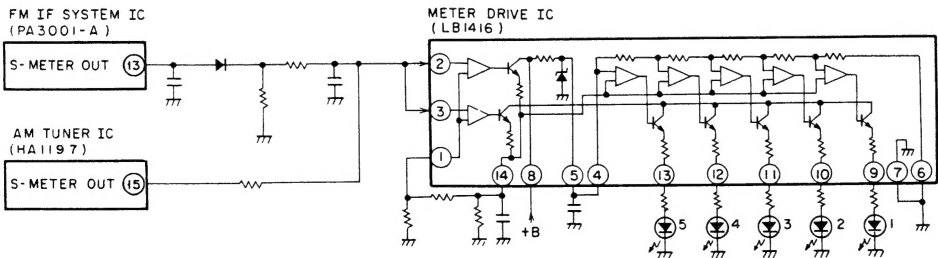 FM IF SYSTEM IC
(PA3001-A)
S-METER OUT 13
AM TUNER IC
(HA1197)
S-METER OUT 15
METER DRIVE IC
(LB1416)
2
3
1
14 8 5 4 13 12 11 10 9 7 6
+B
5 4 3 2 1